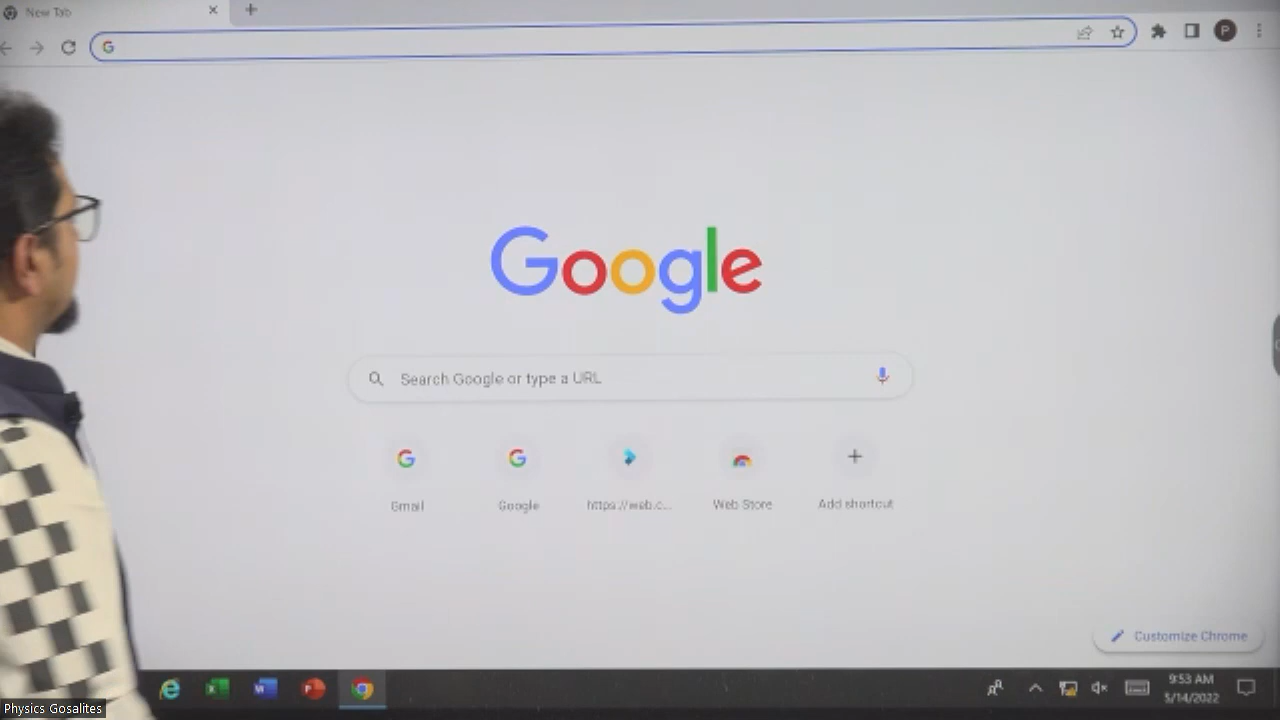 New Tab
Google
Search Google or type a URL
Gmail
Google
https://web.c...
Web Store
Add shortcut
Customize Chrome
P
9:53 AM
5/14/2022
Physics Gosalites